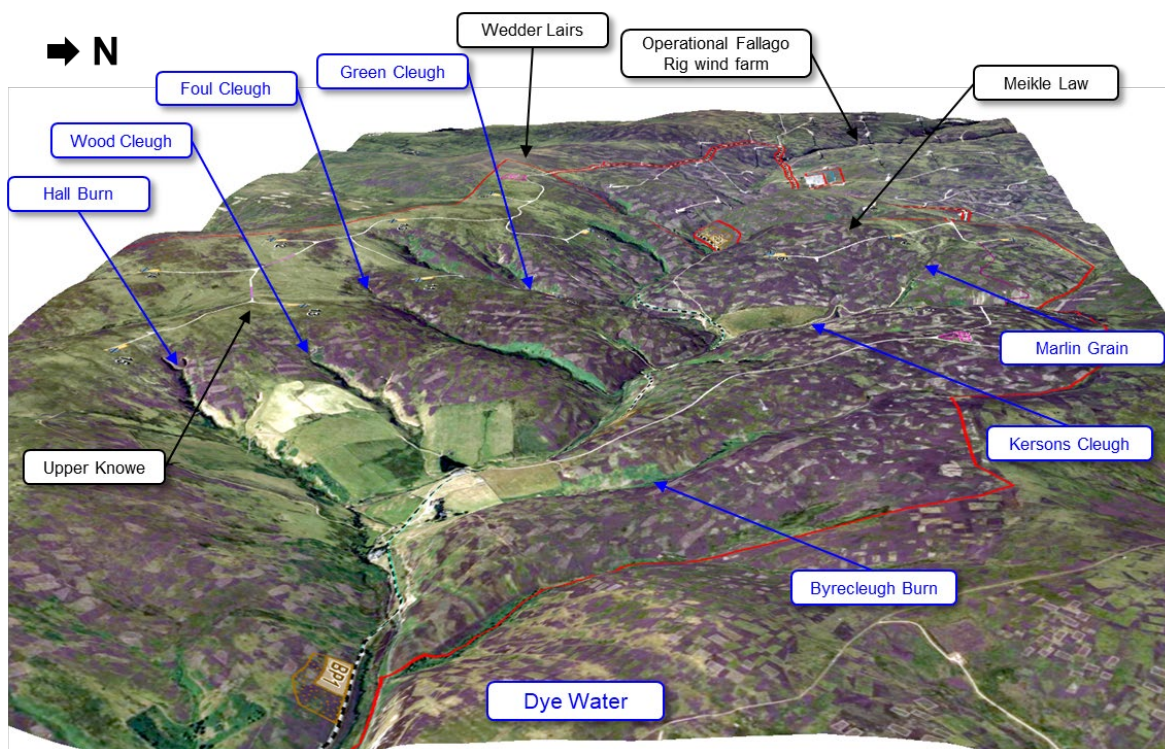 N
Wedder Lairs
Operational Fallago
Rig wind farm
Green Cleugh
Meikle Law
Foul Cleugh
Wood Cleugh
Hall Burn
Marlin Grain
Kersons Cleugh
Upper Knowe
Byrecleugh Burn
BP1
Dye Water